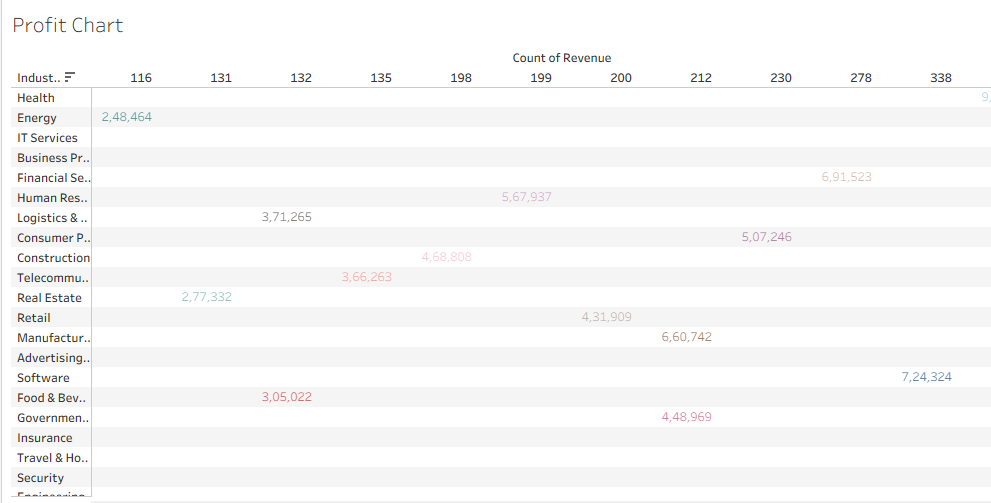 Profit Chart
Count of Revenue
Indust.. 116 131 132 135 198 199 200 212 230 278 338
Health 9,
Energy 2,48,464
IT Services
Business Pr..
Financial Se.. 6,91,523
Human Res.. 5,67,937
Logistics & .. 3,71,265
Consumer P.. 5,07,246
Construction 4,68,808
Telecommu.. 3,66,263
Real Estate 2,77,332
Retail 4,31,909
Manufactur.. 6,60,742
Advertising..
Software 7,24,324
Food & Bev.. 3,05,022
Governmen.. 4,48,969
Insurance
Travel & Ho..
Security